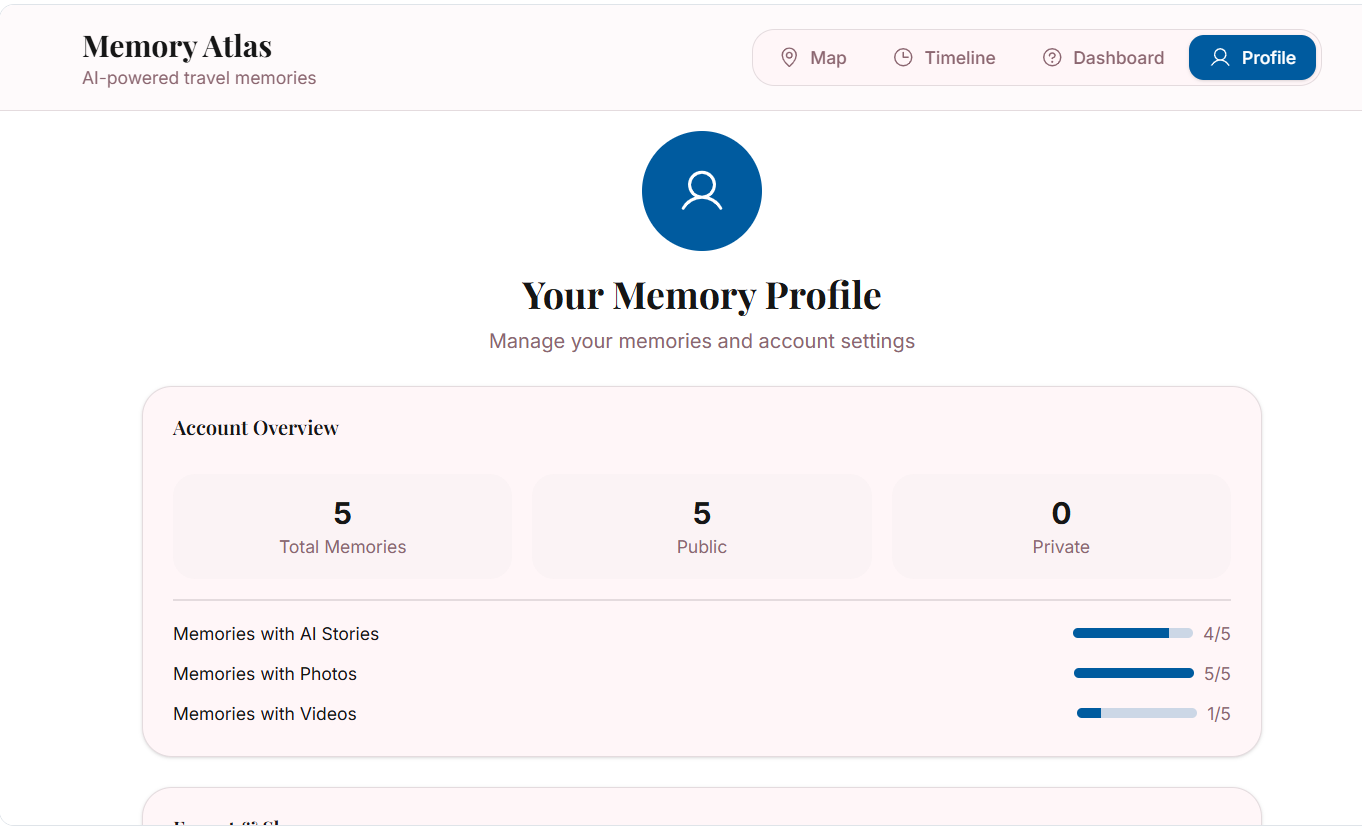 Memory Atlas
AI-powered travel memories
Map
Timeline
Dashboard
Profile
Your Memory Profile
Manage your memories and account settings
Account Overview
5
Total Memories
5
Public
0
Private
Memories with AI Stories
4/5
Memories with Photos
5/5
Memories with Videos
1/5